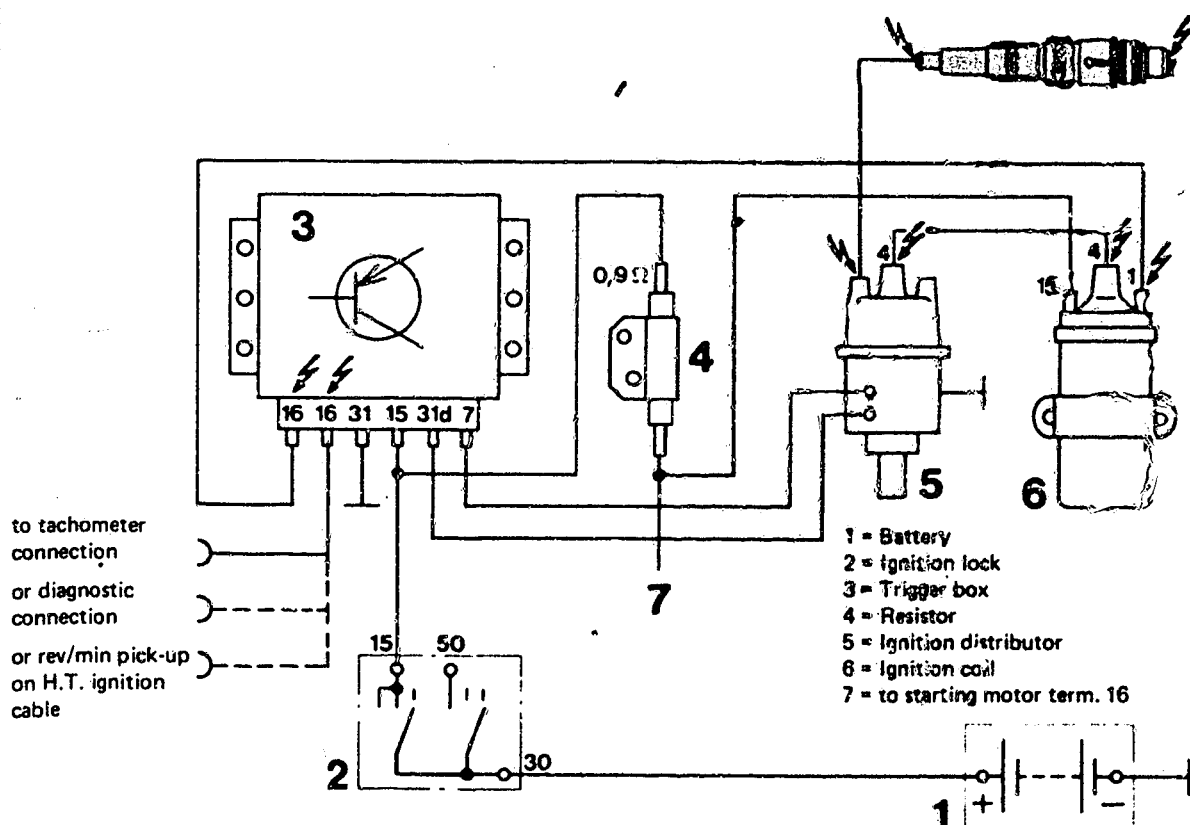 3
0,9Ω
4
4
4
15
1
16 16 31 15 31d 7
5
6
to tachometer
connection
or diagnostic
connection
or rev/min pick-up
on H.T. ignition
cable
7
1 = Battery
2 = Ignition lock
3 = Trigger box
4 = Resistor
5 = Ignition distributor
6 = Ignition coil
7 = to starting motor term. 16
15 50
30
2
1
+ −